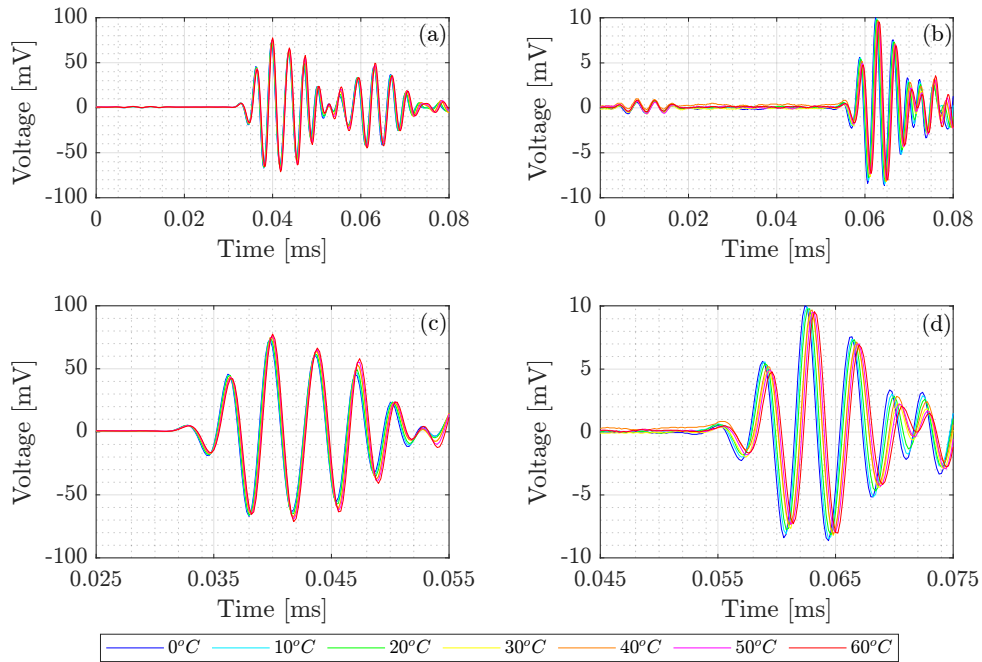 100
50
0
-50
-100
Voltage [mV]
(a)
0 0.02 0.04 0.06 0.08
Time [ms]
10
5
0
-5
10
Voltage [mV]
(b)
0 0.02 0.04 0.06 0.08
Time [ms]
100
50
0
-50
-100
Voltage [mV]
(c)
0.025 0.035 0.045 0.055
Time [ms]
10
5
0
-5
10
Voltage [mV]
(d)
0.045 0.055 0.065 0.075
Time [ms]
0°C 10°C 20°C 30°C 40°C 50°C 60°C